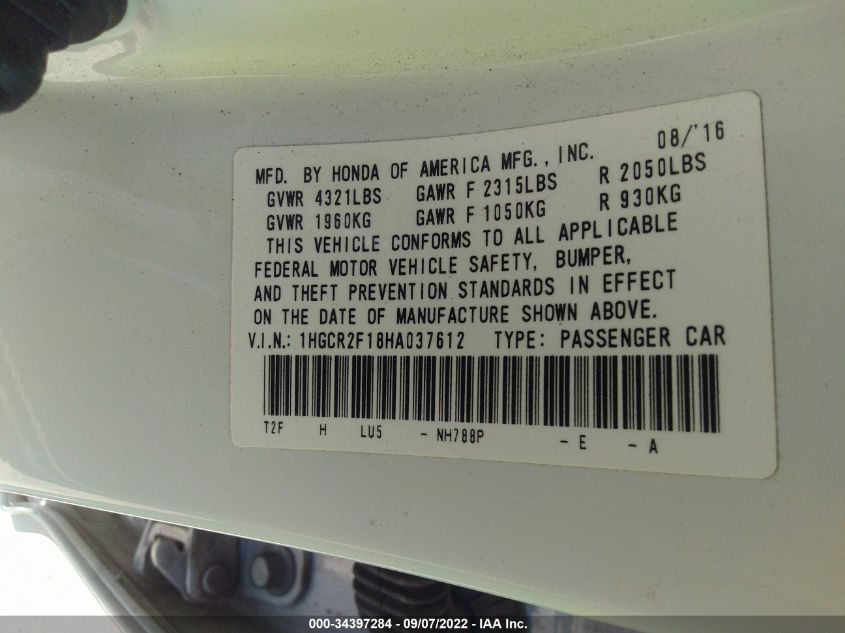 MFD. BY HONDA OF AMERICA MFG., INC. 08/'16
GVWR 4321LBS GAWR F 2315LBS R 2050LBS
GVWR 1960KG GAWR F 1050KG R 930KG
THIS VEHICLE CONFORMS TO ALL APPLICABLE
FEDERAL MOTOR VEHICLE SAFETY, BUMPER,
AND THEFT PREVENTION STANDARDS IN EFFECT
ON THE DATE OF MANUFACTURE SHOWN ABOVE.
V.I.N.: 1HGCR2F18HA037612 TYPE: PASSENGER CAR
T2F H LU5 - NH788P - E - A
000-34397284 - 09/07/2022 - IAA Inc.